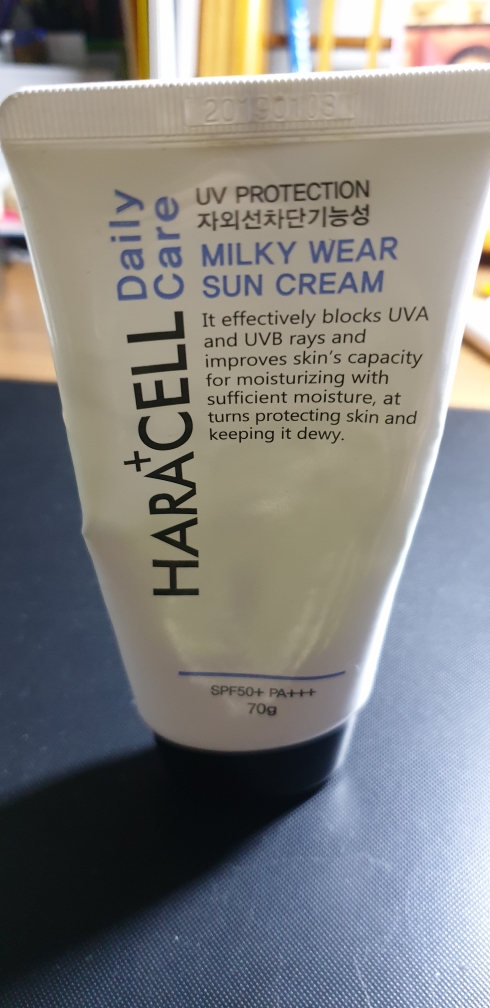 20190108
UV PROTECTION
자외선차단기능성
MILKY WEAR
SUN CREAM
Daily
Care
HARA+CELL
It effectively blocks UVA
and UVB rays and
improves skin's capacity
for moisturizing with
sufficient moisture, at
turns protecting skin and
keeping it dewy.
SPF50+ PA+++
70g